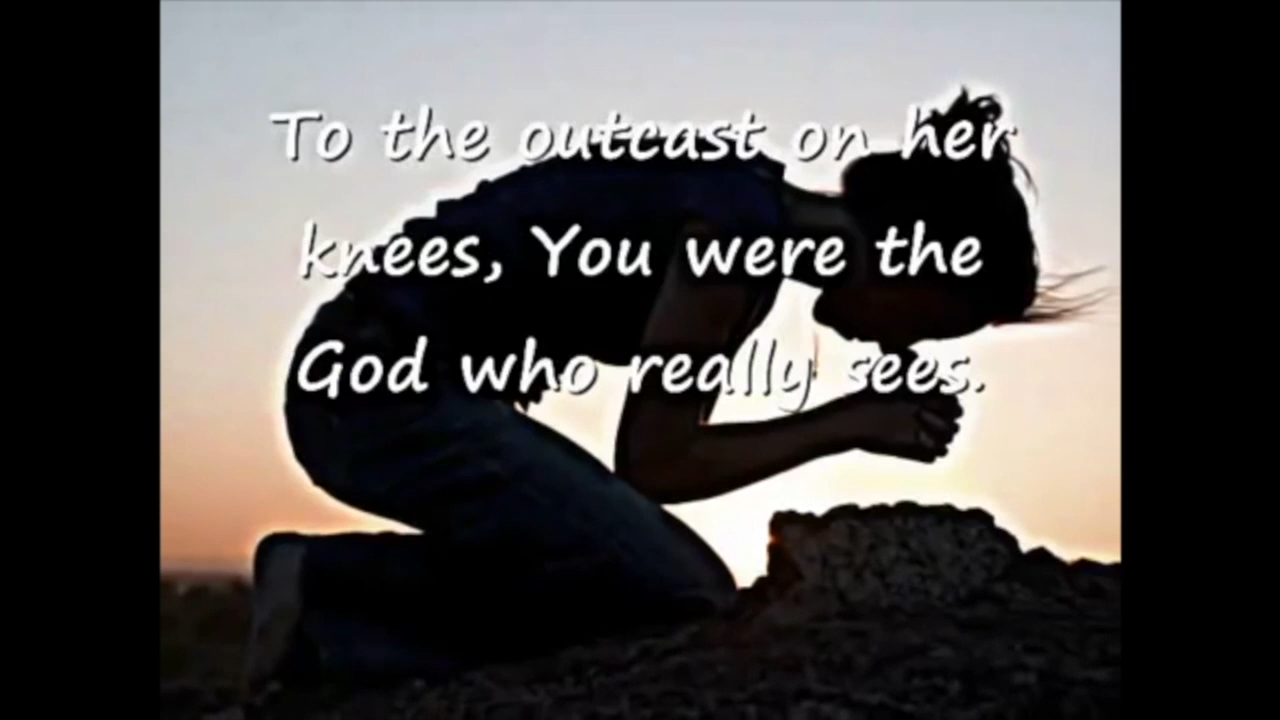 To the outcast on her
knees, You were the
God who really sees.